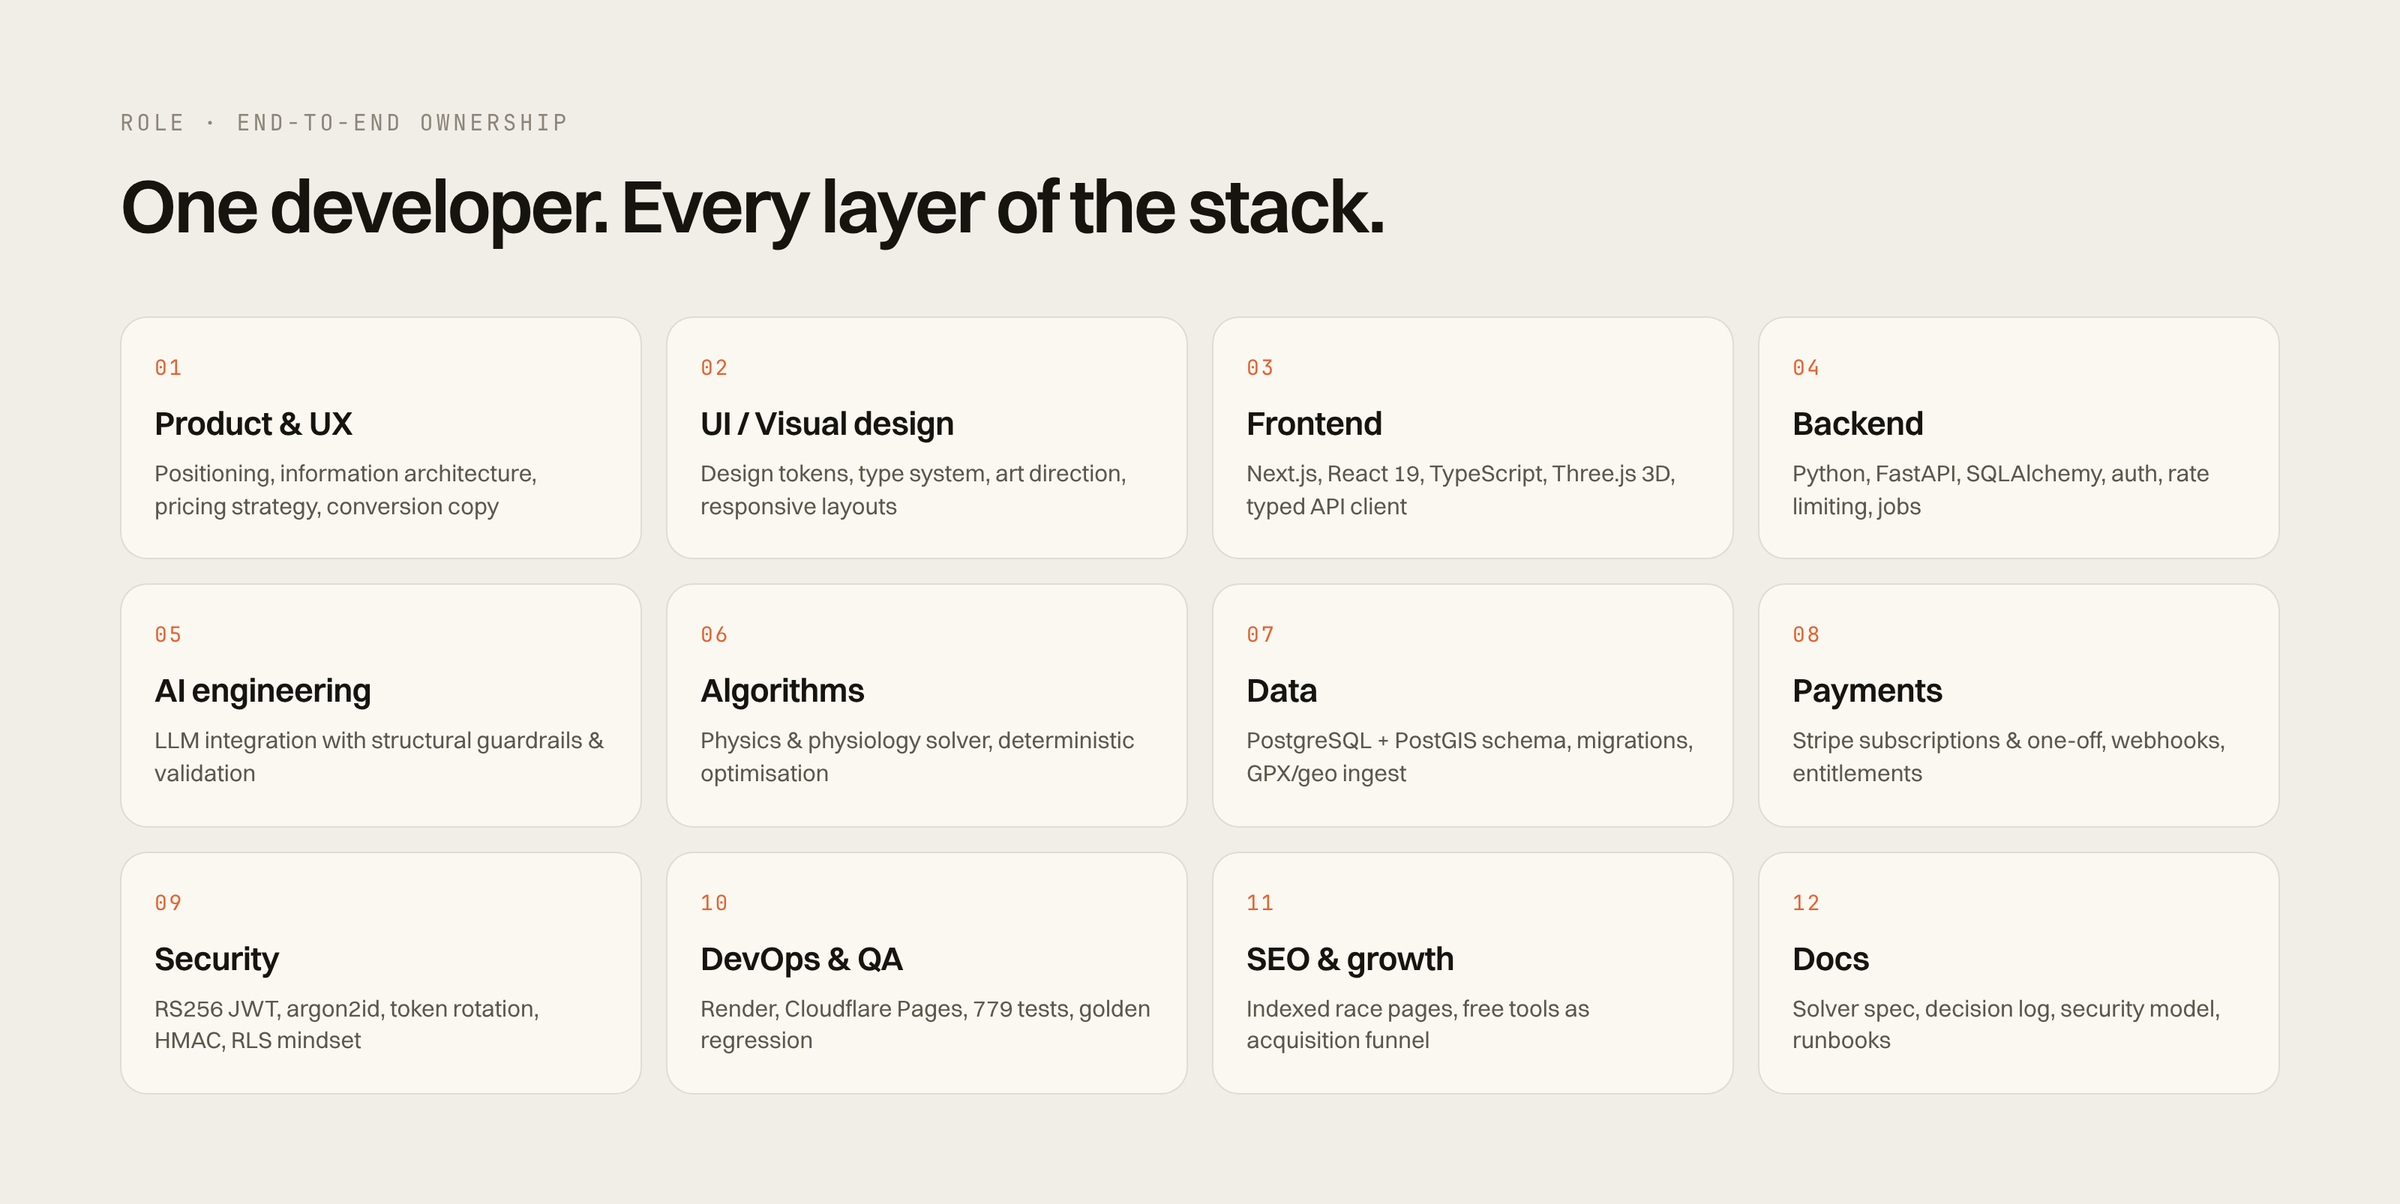 ROLE · END-TO-END OWNERSHIP
One developer. Every layer of the stack.
01
Product & UX
Positioning, information architecture,
pricing strategy, conversion copy
02
UI / Visual design
Design tokens, type system, art direction,
responsive layouts
03
Frontend
Next.js, React 19, TypeScript, Three.js 3D,
typed API client
04
Backend
Python, FastAPI, SQLAlchemy, auth, rate
limiting, jobs
05
AI engineering
LLM integration with structural guardrails &
validation
06
Algorithms
Physics & physiology solver, deterministic
optimisation
07
Data
PostgreSQL + PostGIS schema, migrations,
GPX/geo ingest
08
Payments
Stripe subscriptions & one-off, webhooks,
entitlements
09
Security
RS256 JWT, argon2id, token rotation,
HMAC, RLS mindset
10
DevOps & QA
Render, Cloudflare Pages, 779 tests, golden
regression
11
SEO & growth
Indexed race pages, free tools as
acquisition funnel
12
Docs
Solver spec, decision log, security model,
runbooks